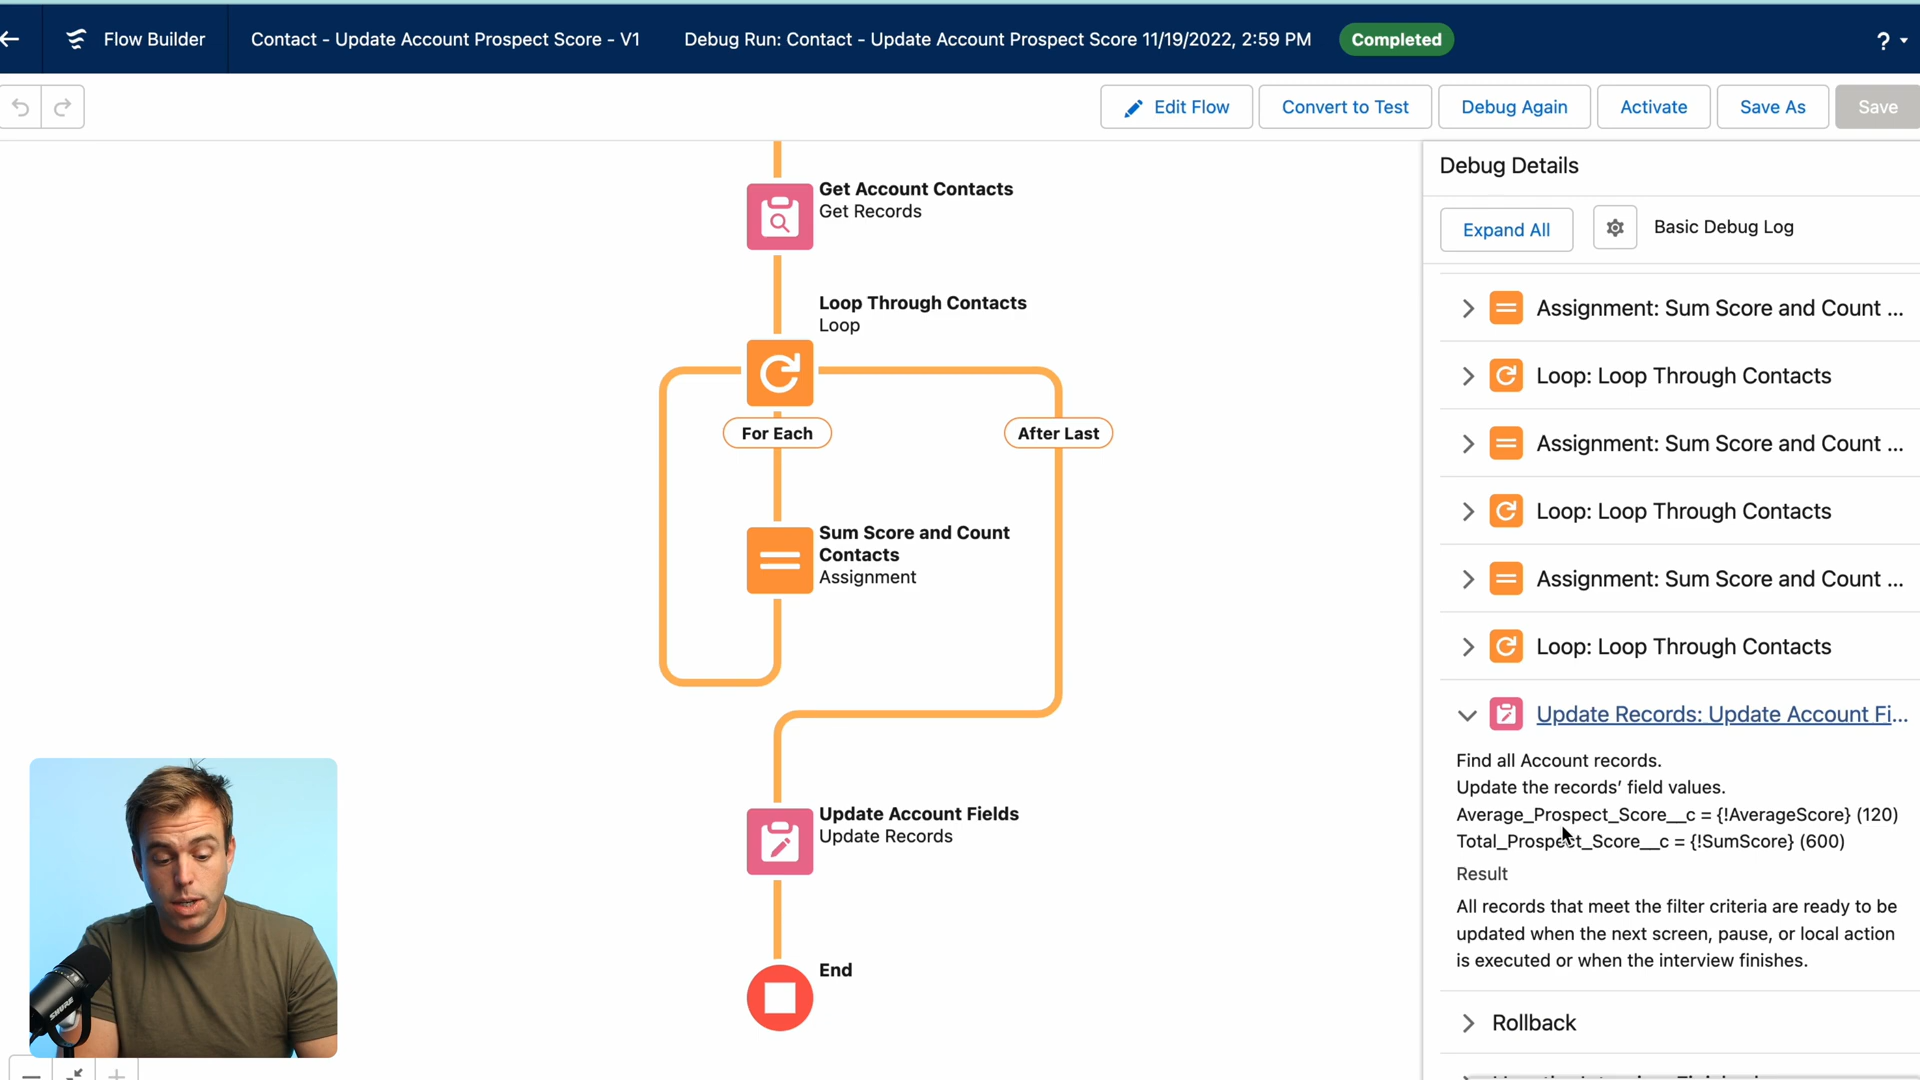 Flow Builder
Contact - Update Account Prospect Score - V1
Debug Run: Contact - Update Account Prospect Score 11/19/2022, 2:59 PM
Completed
?
Edit Flow
Convert to Test
Debug Again
Activate
Save As
Save
Get Account Contacts
Get Records
Loop Through Contacts
Loop
For Each
After Last
Sum Score and Count
Contacts
Assignment
Update Account Fields
Update Records
End
SHURE
Debug Details
Expand All
Basic Debug Log
Assignment: Sum Score and Count ...
Loop: Loop Through Contacts
Assignment: Sum Score and Count ...
Loop: Loop Through Contacts
Assignment: Sum Score and Count ...
Loop: Loop Through Contacts
Update Records: Update Account Fi...
Find all Account records.
Update the records’ field values.
Average_Prospect_Score__c = {!AverageScore} (120)
Total_Prospect_Score__c = {!SumScore} (600)
Result
All records that meet the filter criteria are ready to be
updated when the next screen, pause, or local action
is executed or when the interview finishes.
Rollback